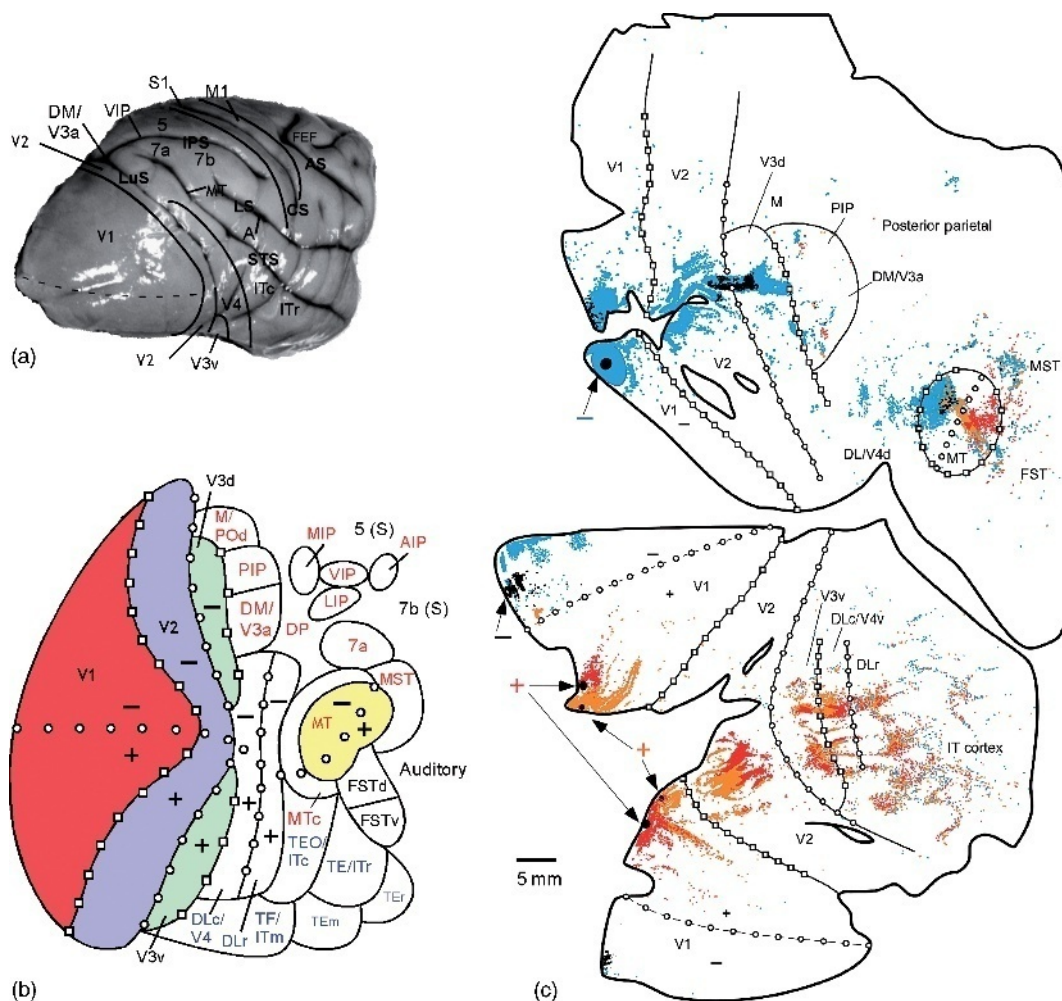 S1
M1
DM/
V3a
VIP
5
V2
7a
IPS
7b
FEF
AS
LuS
MT
LS
CS
V1
A
STS
ITc
ITr
V4
V2
V3v
(a)
V3d
M/
POd
PIP
DM/
V3a
DP
MIP
5 (S)
AIP
VIP
LIP
7b (S)
7a
MST
V1
V2
−
−
−
+
+
+
−
−
+
+
MT
−
+
Auditory
FSTd
FSTv
MTc
TEO/
ITc
TE/ITr
TEr
DLc/
V4
DLr
TF/
ITm
TEm
V3v
(b)
V1
V2
V3d
M
PIP
Posterior parietal
DM/V3a
V2
MST
−
V1
−
DL/V4d
MT
FST
−
V1
+
V2
V3v
DLc/V4v
DLr
−
+
+
IT cortex
V2
5 mm
+
V1
−
(c)